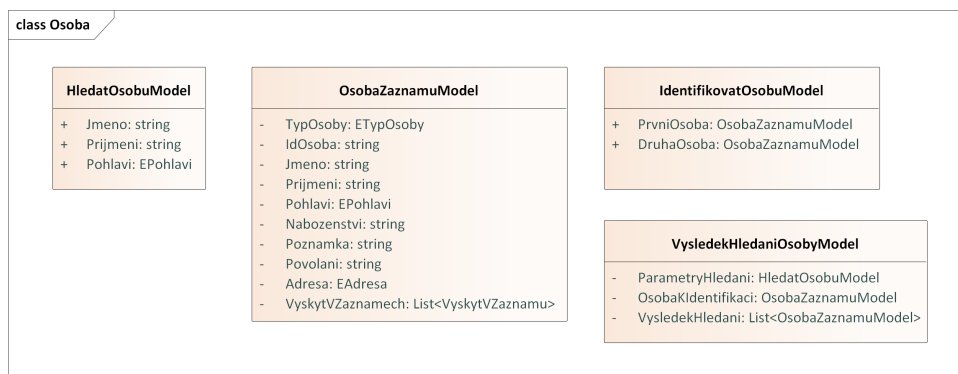 class Osoba
HledatOsobuModel
+ Jmeno: string
+ Prijmeni: string
+ Pohlavi: EPohlavi
OsobaZaznamuModel
- TypOsoby: ETypOsoby
- IdOsoba: string
- Jmeno: string
- Prijmeni: string
- Pohlavi: EPohlavi
- Nabozenstvi: string
- Poznamka: string
- Povolani: string
- Adresa: EAdresa
- VyskytVZaznamech: List<VyskytVZaznamu>
IdentifikovatOsobuModel
+ PrvniOsoba: OsobaZaznamuModel
+ DruhaOsoba: OsobaZaznamuModel
VysledekHledaniOsobyModel
- ParametryHledani: HledatOsobuModel
- OsobaKIdentifikaci: OsobaZaznamuModel
- VysledekHledani: List<OsobaZaznamuModel>